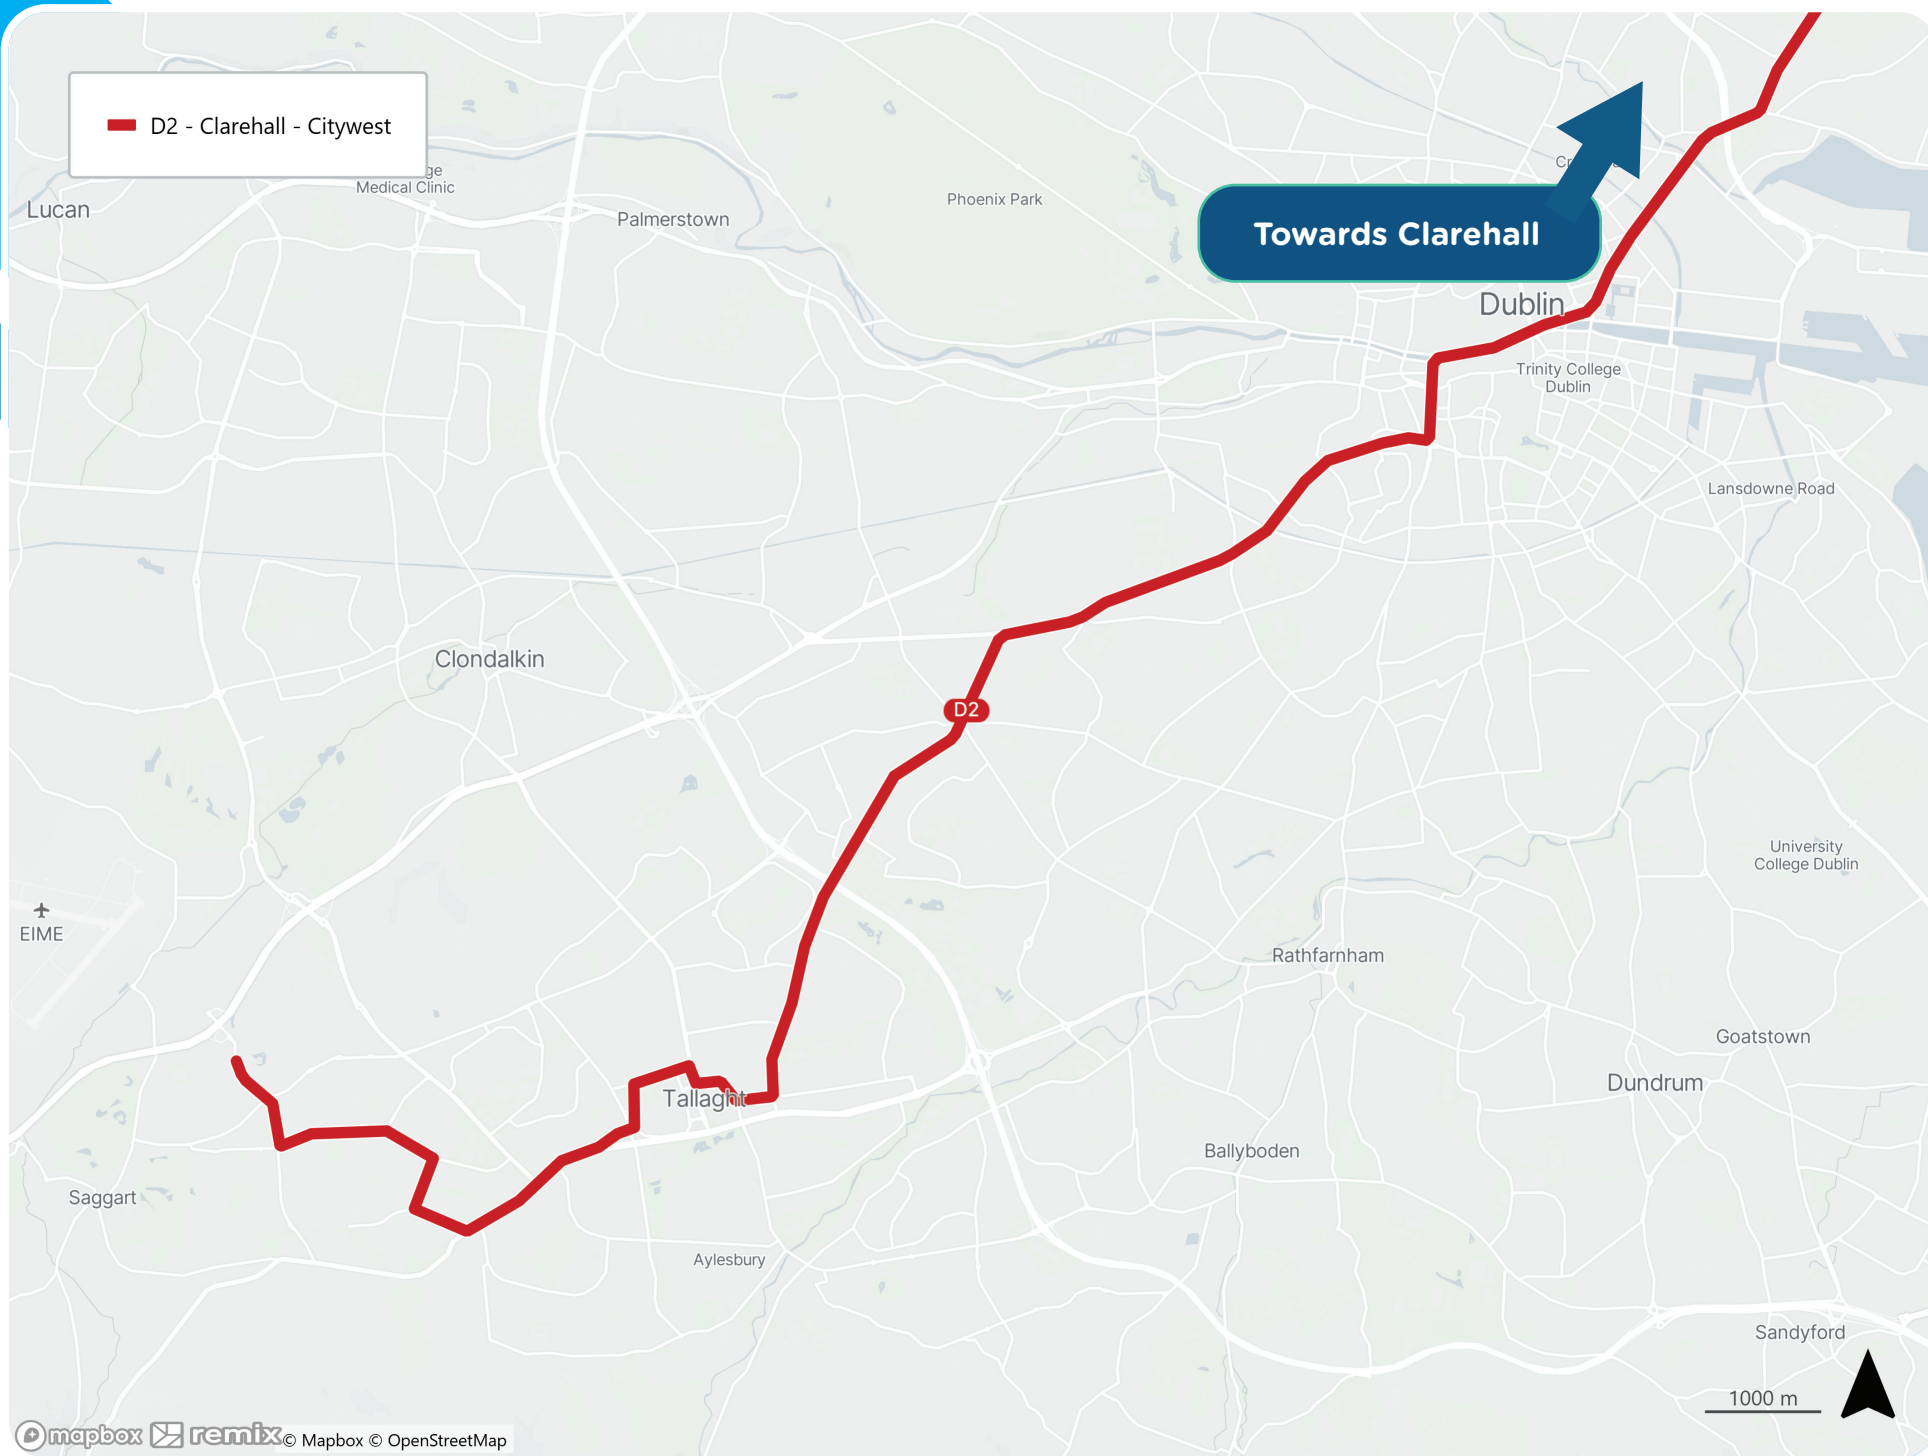 D2 - Clarehall - Citywest
Medical Clinic
Lucan
Palmerstown
Phoenix Park
Towards Clarehall
Dublin
Trinity College
Dublin
Lansdowne Road
Clondalkin
D2
University
College Dublin
EIME
Rathfarnham
Goatstown
Dundrum
Tallaght
Ballyboden
Saggart
Aylesbury
Sandyford
1000 m
mapbox remix © Mapbox © OpenStreetMap